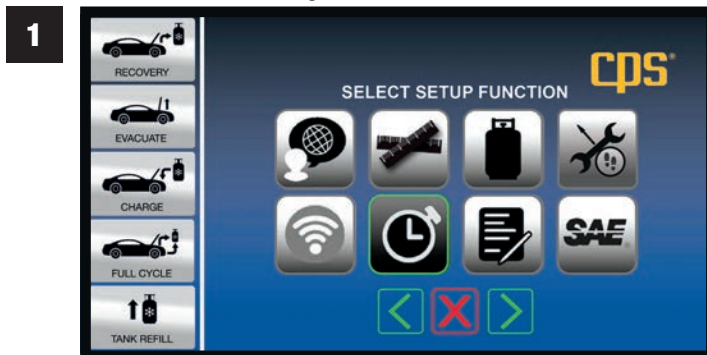 1
RECOVERY
EVACUATE
CHARGE
FULL CYCLE
TANK REFILL
cps®
SELECT SETUP FUNCTION
SAE